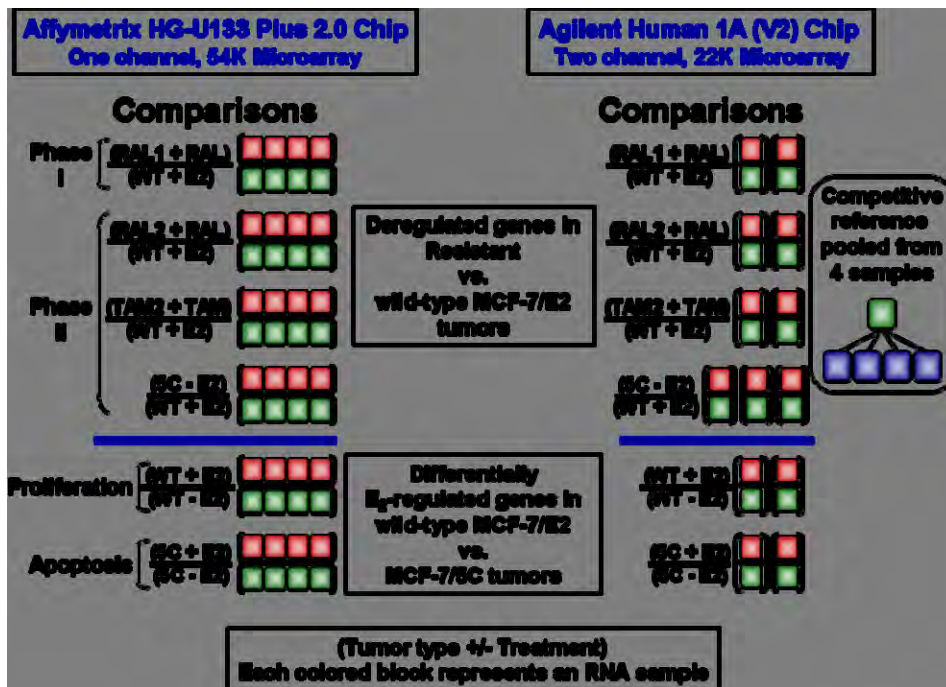 Affymetrix HG-U133 Plus 2.0 Chip
One channel, 54K Microarray
Agilent Human 1A (V2) Chip
Two channel, 22K Microarray
Comparisons
Comparisons
Phase
I
(RAL1 + RAL)
(WT + E2)
(RAL1 + RAL)
(WT + E2)
Phase
II
(RAL2 + RAL)
(WT + E2)
(TAM2 + TAM)
(WT + E2)
(5C - E2)
(WT + E2)
Deregulated genes in
Resistant
vs.
wild-type MCF-7/E2
tumors
(RAL2 + RAL)
(WT + E2)
(TAM2 + TAM)
(WT + E2)
(5C - E2)
(WT + E2)
Competitive
reference
pooled from
4 samples
Proliferation
(WT + E2)
(WT - E2)
Apoptosis
(5C + E2)
(5C - E2)
Differentially
E₂-regulated genes in
wild-type MCF-7/E2
vs.
MCF-7/5C tumors
(WT + E2)
(WT - E2)
(5C + E2)
(5C - E2)
(Tumor type +/- Treatment)
Each colored block represents an RNA sample